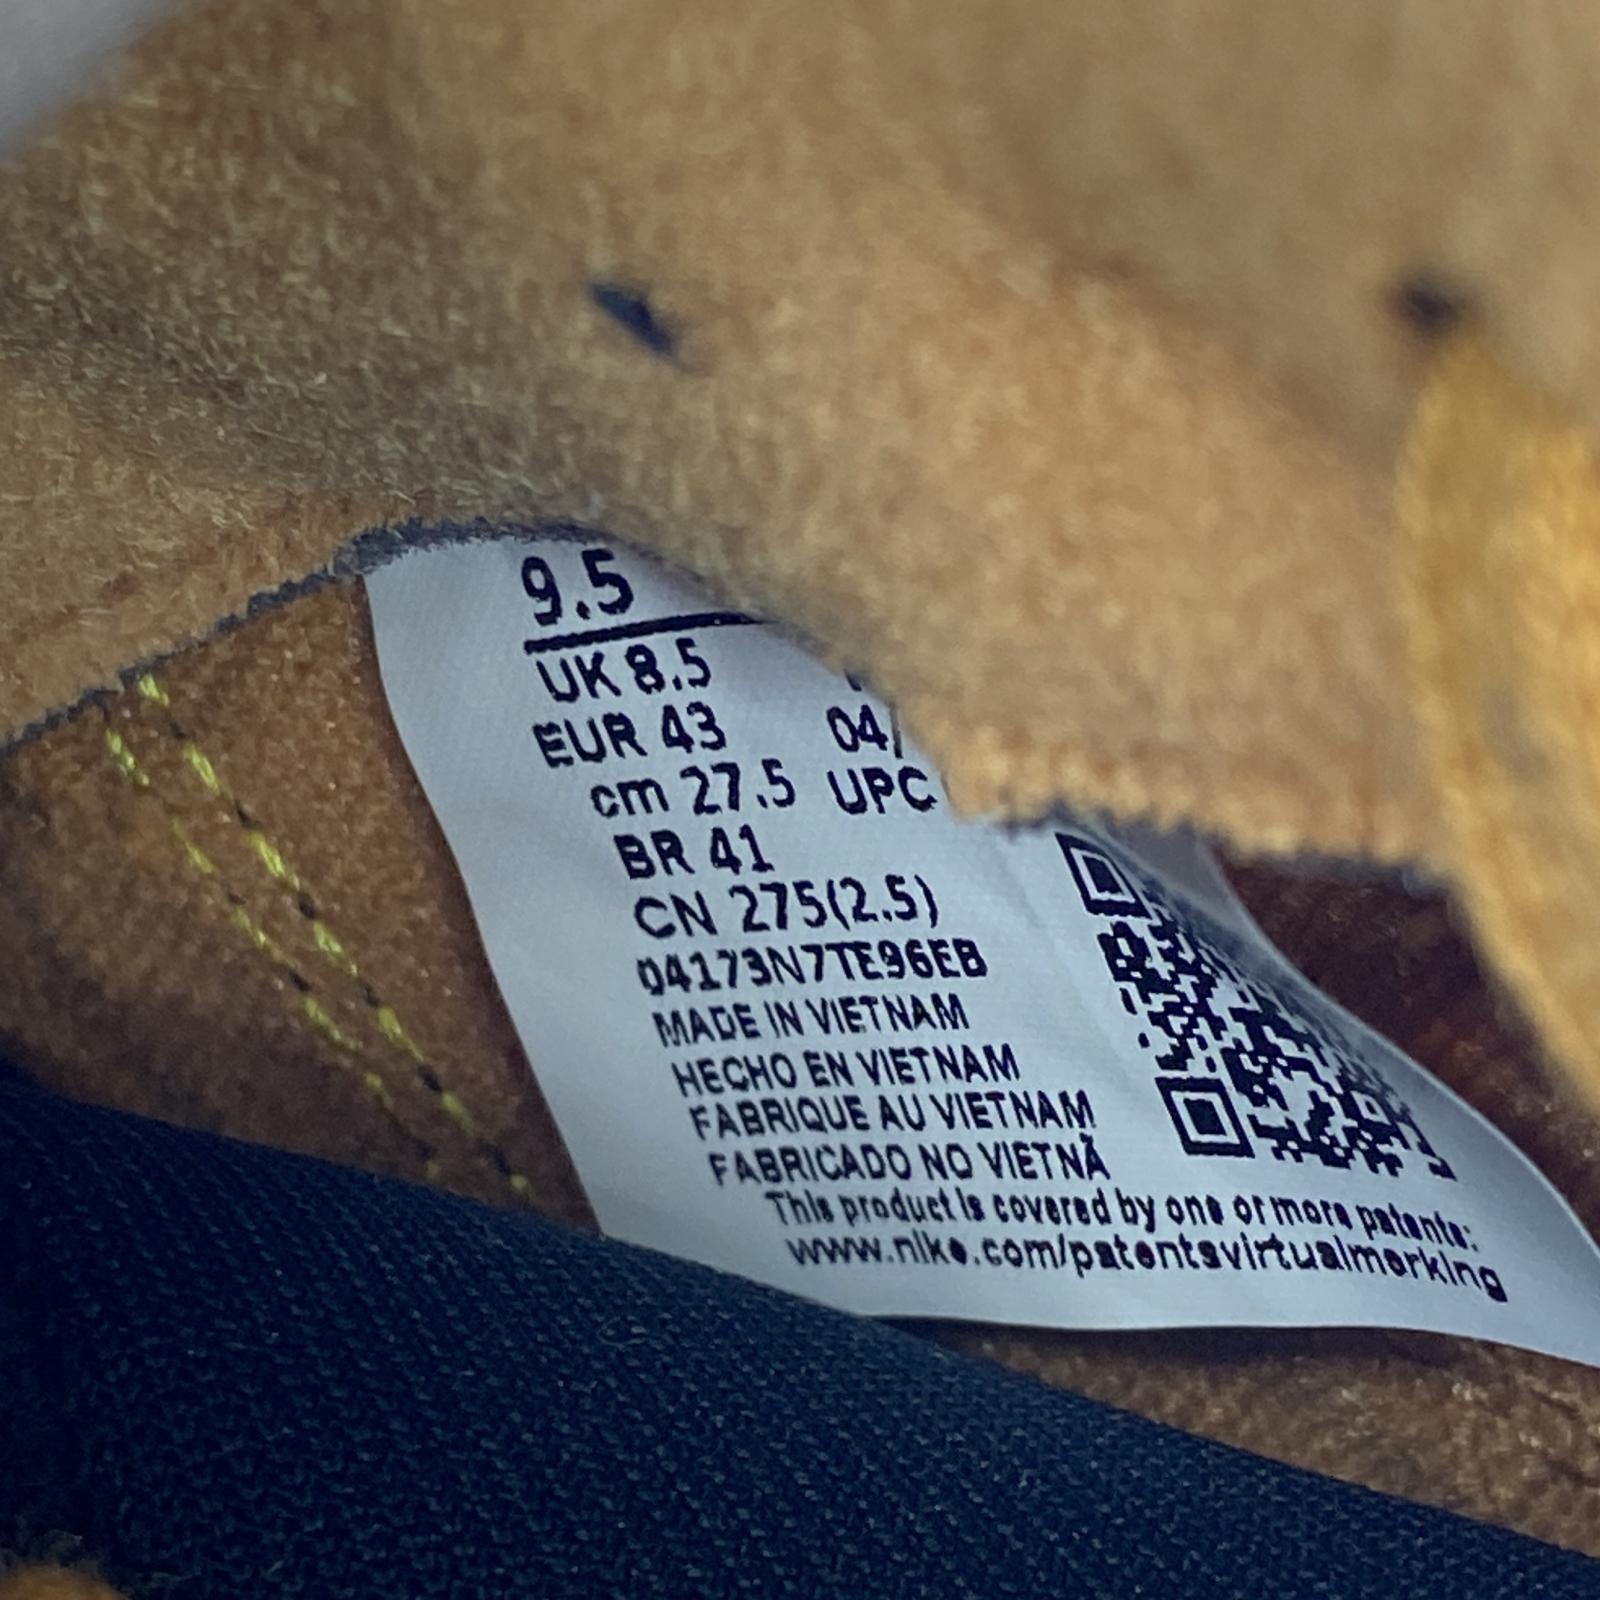 9.5
UK 8.5
EUR 43 04/
cm 27.5 UPC
BR 41
CN 275(2.5)
04173N7TE96EB
MADE IN VIETNAM
HECHO EN VIETNAM
FABRIQUE AU VIETNAM
FABRICADO NO VIETNÃ
This product is covered by one or more patents:
www.nike.com/patentsvirtualmarking